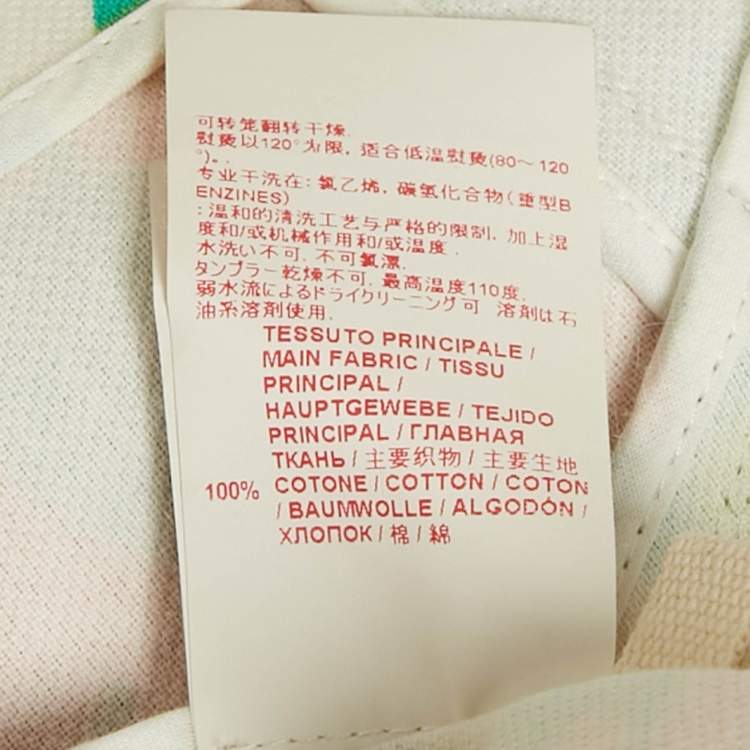 可转笼翻转干燥.
熨烫以120°为限, 适合低温熨烫(80～120
°)。.
专业干洗在: 氯乙烯, 碳氢化合物 (重型B
ENZINES)
: 温和的清洗工艺与严格的限制, 加上湿
度和/或机械作用和/或温度.
水洗い不可. 不可氯漂.
タンブラー乾燥不可. 最高温度110度.
弱水流によるドライクリーニング可 溶剤は石
油系溶剤使用.
TESSUTO PRINCIPALE /
MAIN FABRIC / TISSU
PRINCIPAL /
HAUPTGEWEBE / TEJIDO
PRINCIPAL / ГЛАВНАЯ
ТКАНЬ / 主要织物 / 主要生地
100% COTONE / COTTON / COTON
/ BAUMWOLLE / ALGODÓN /
ХЛОПОК / 棉 / 綿